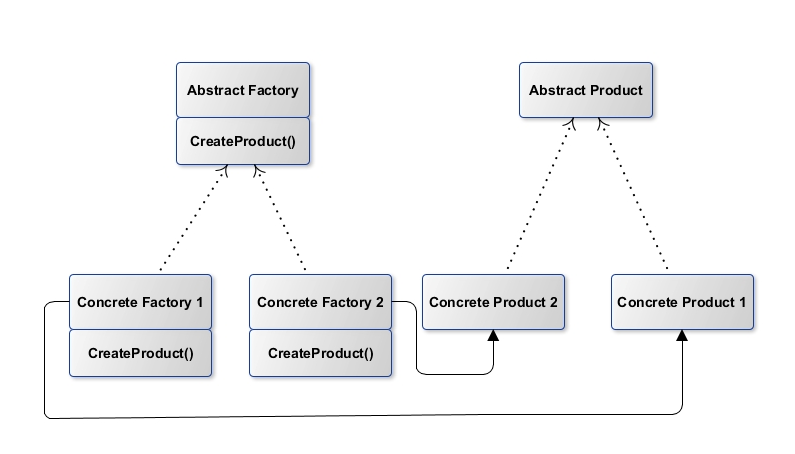 Abstract Factory
CreateProduct()
Abstract Product
Concrete Factory 1
CreateProduct()
Concrete Factory 2
CreateProduct()
Concrete Product 2
Concrete Product 1